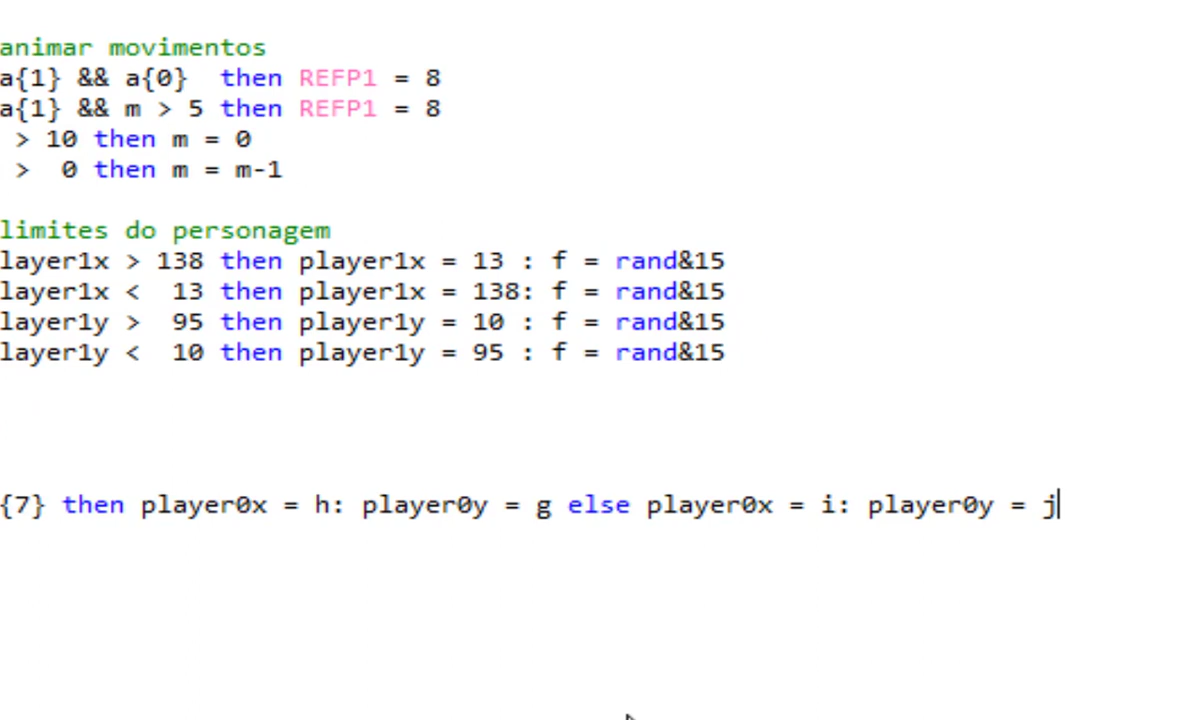 animar movimentos
a{1} && a{0}  then REFP1 = 8
a{1} && m > 5 then REFP1 = 8
> 10 then m = 0
>  0 then m = m-1
limites do personagem
layer1x > 138 then player1x = 13 : f = rand&15
layer1x <  13 then player1x = 138: f = rand&15
layer1y >  95 then player1y = 10 : f = rand&15
layer1y <  10 then player1y = 95 : f = rand&15
{7} then player0x = h: player0y = g else player0x = i: player0y = j